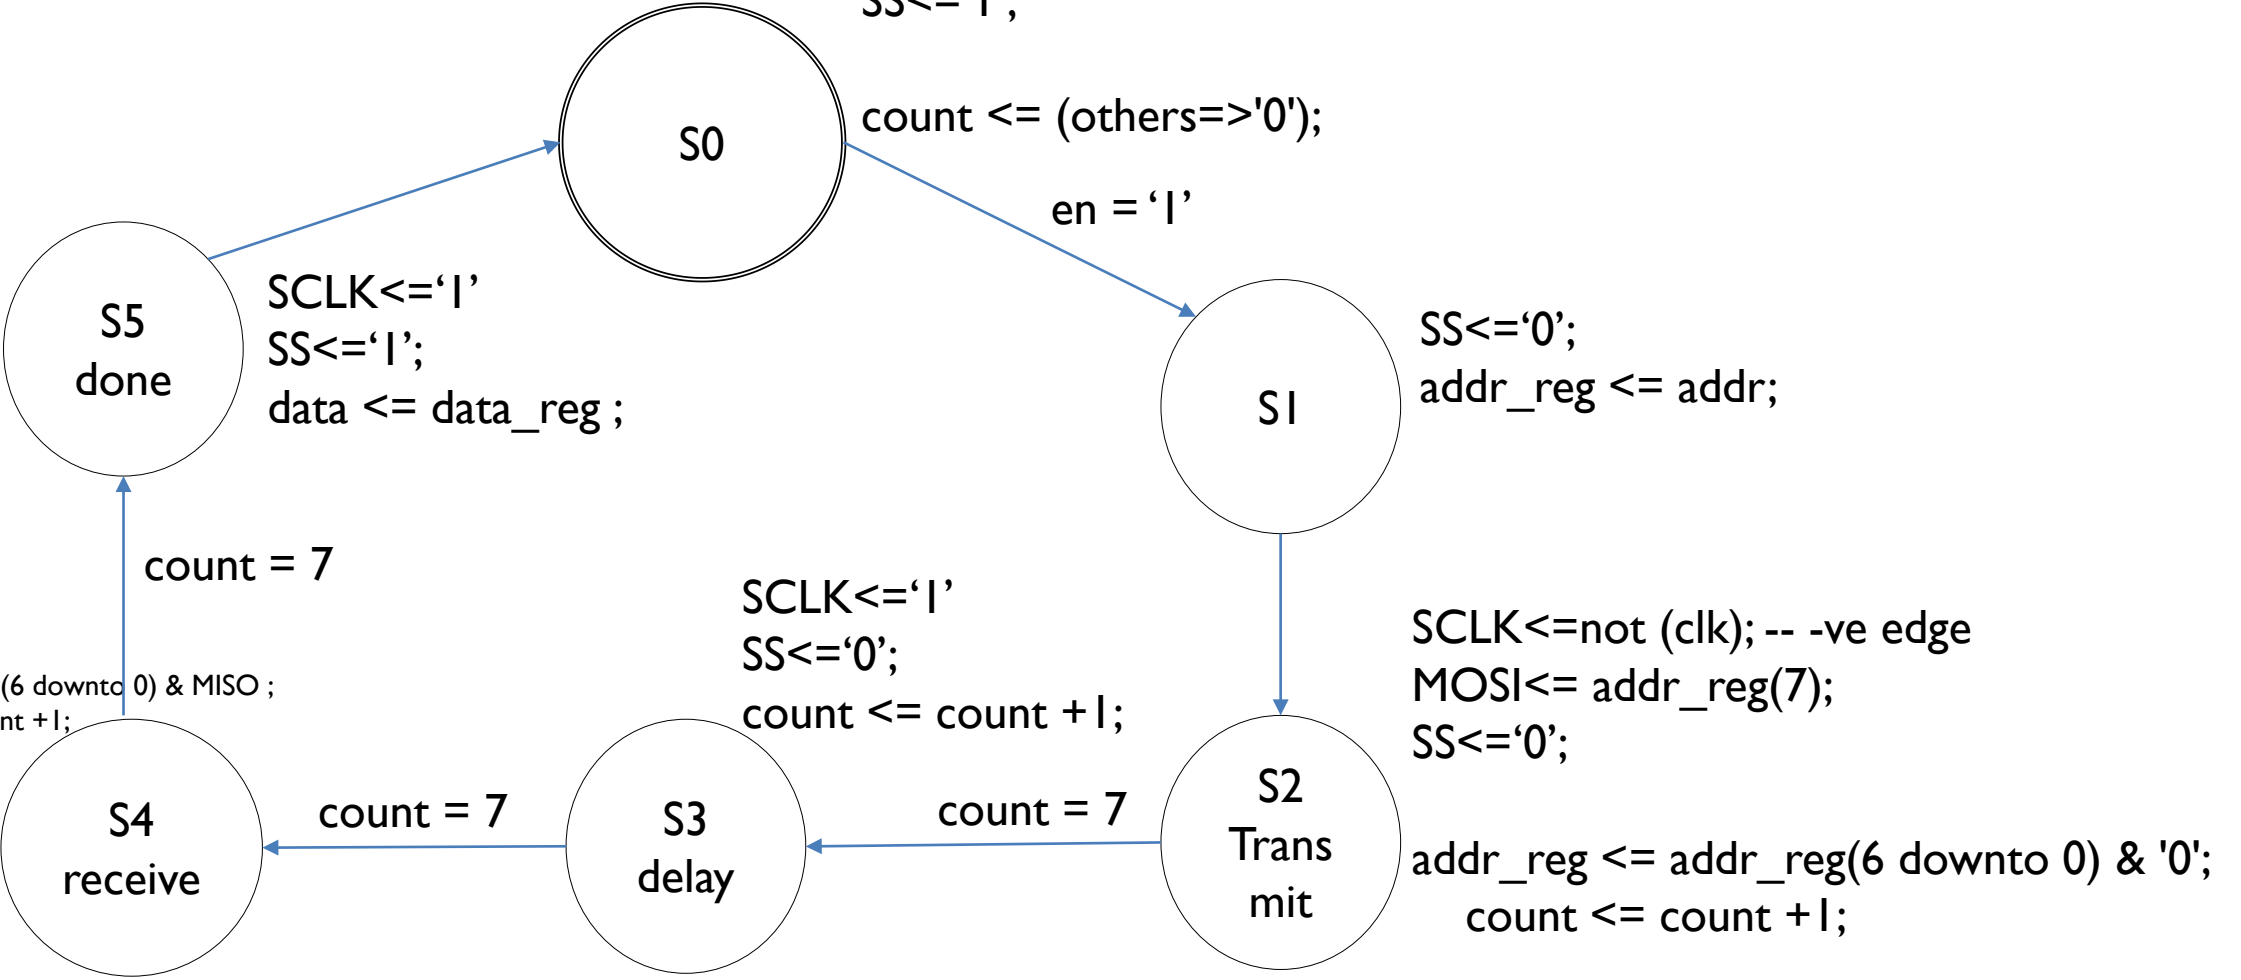 SS<='1';
S0
count <= (others=>'0');
en = ‘1’
S5
done
SCLK<=‘1’
SS<=‘1’;
data <= data_reg ;
SS<=‘0’;
addr_reg <= addr;
S1
count = 7
SCLK<=‘1’
SS<=‘0’;
count <= count +1;
SCLK<=not (clk); -- -ve edge
MOSI<= addr_reg(7);
SS<=‘0’;
(6 downto 0) & MISO ;
nt +1;
S4
receive
count = 7
S3
delay
count = 7
S2
Trans
mit
addr_reg <= addr_reg(6 downto 0) & '0';
count <= count +1;